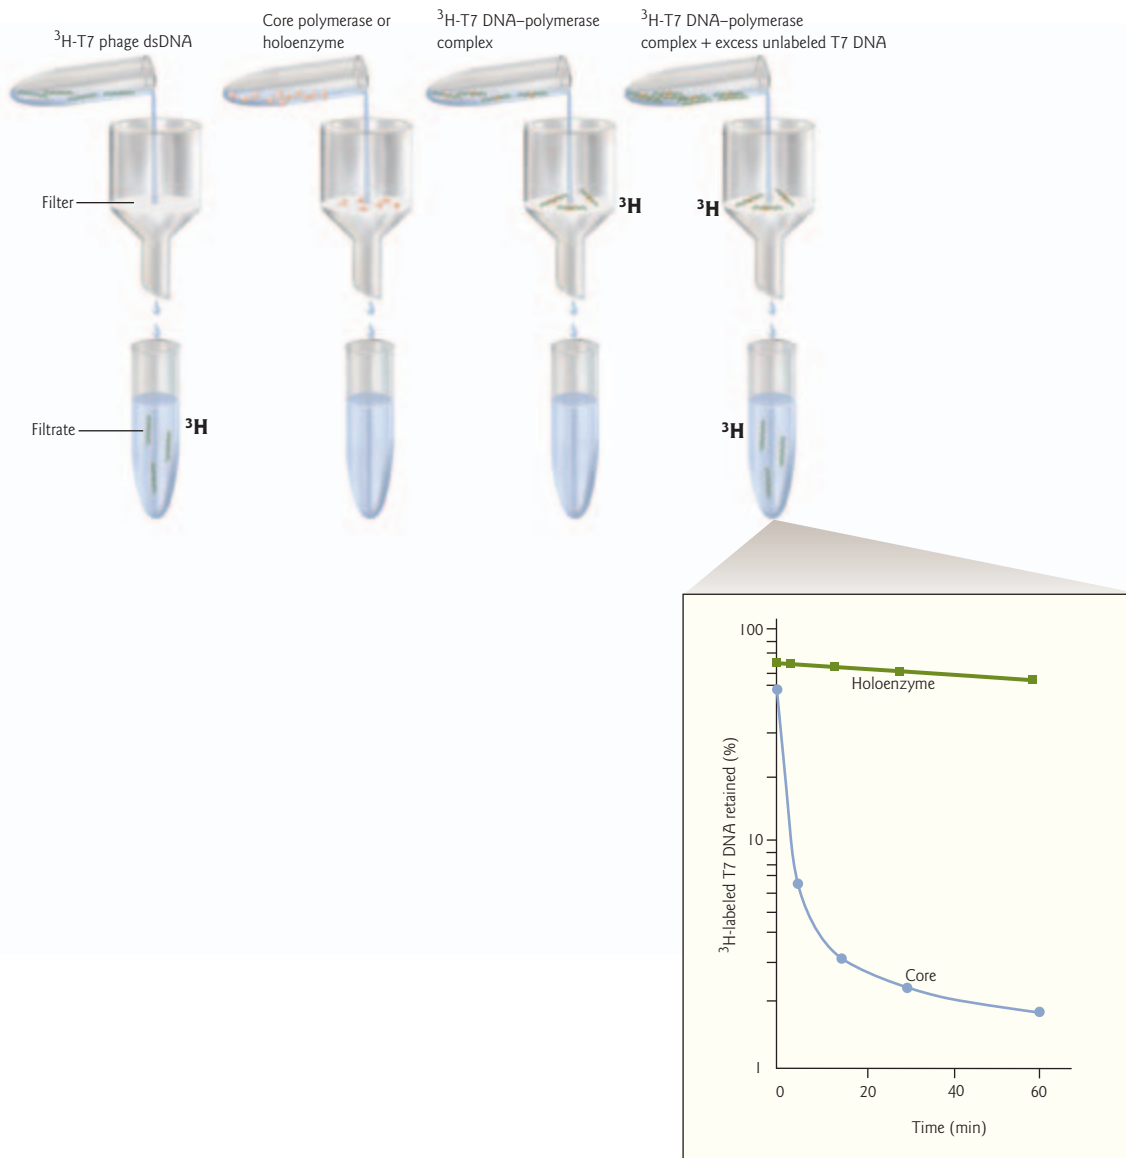 ³H-T7 phage dsDNA
Core polymerase or
holoenzyme
³H-T7 DNA–polymerase
complex
³H-T7 DNA–polymerase
complex + excess unlabeled T7 DNA
Filter
³H
³H
Filtrate
³H
³H
100
Holoenzyme
³H-labeled T7 DNA retained (%)
10
Core
1
0
20
40
60
Time (min)